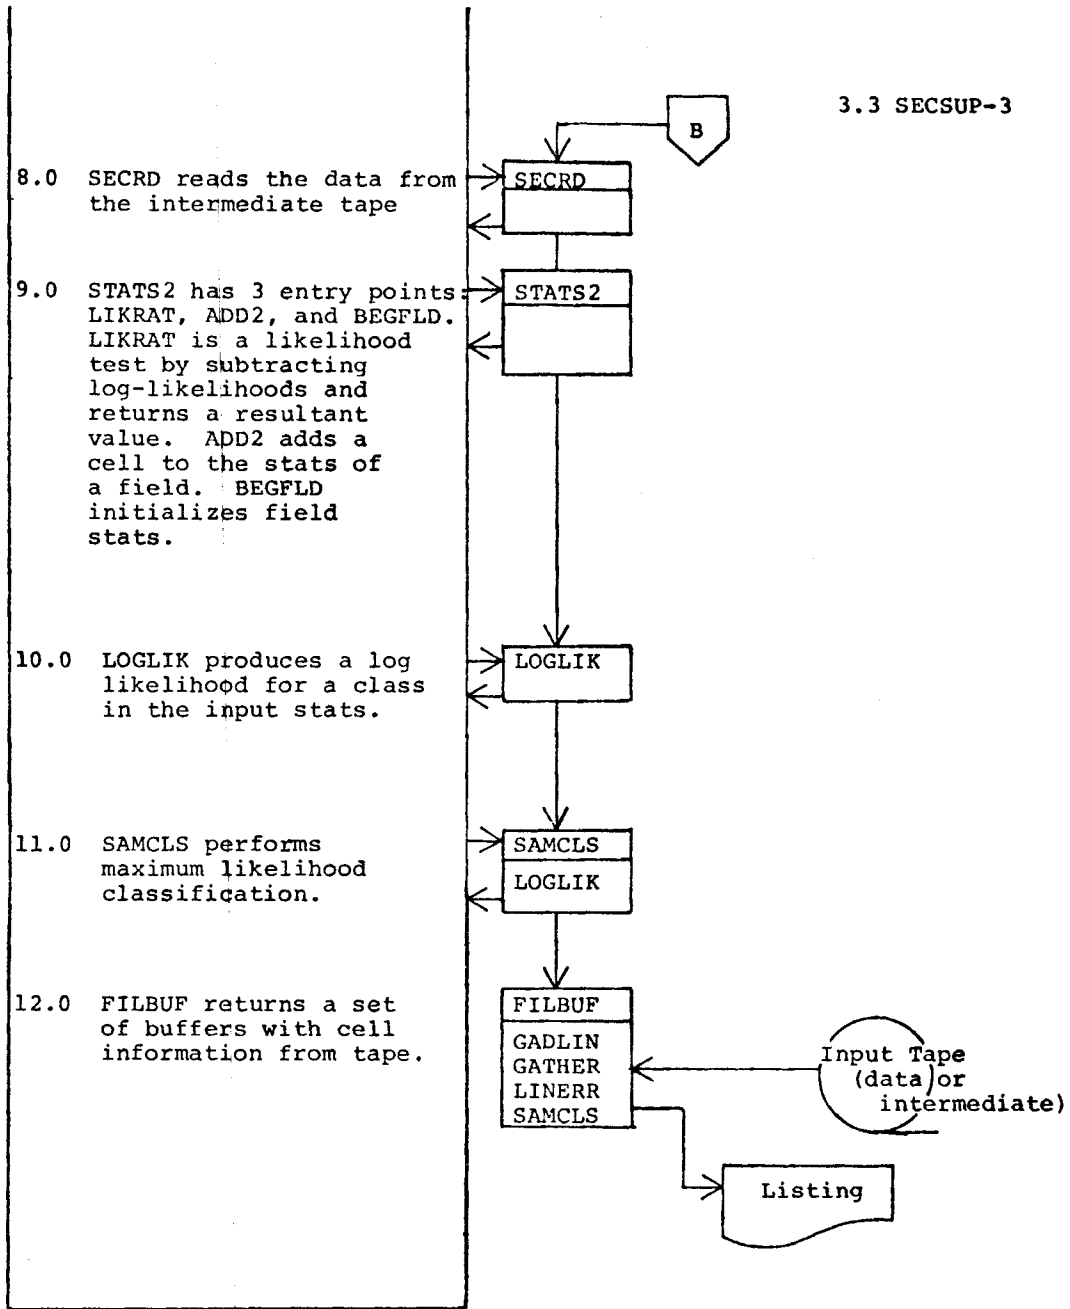 3.3 SECSUP-3
B
8.0 SECRD reads the data from
the intermediate tape
SECRD
9.0 STATS2 has 3 entry points:
LIKRAT, ADD2, and BEGFLD.
LIKRAT is a likelihood
test by subtracting
log-likelihoods and
returns a resultant
value. ADD2 adds a
cell to the stats of
a field. BEGFLD
initializes field
stats.
STATS2
10.0 LOGLIK produces a log
likelihood for a class
in the input stats.
LOGLIK
11.0 SAMCLS performs
maximum likelihood
classification.
SAMCLS
LOGLIK
12.0 FILBUF returns a set
of buffers with cell
information from tape.
FILBUF
GADLIN
GATHER
LINERR
SAMCLS
Input Tape
(data or
intermediate)
Listing